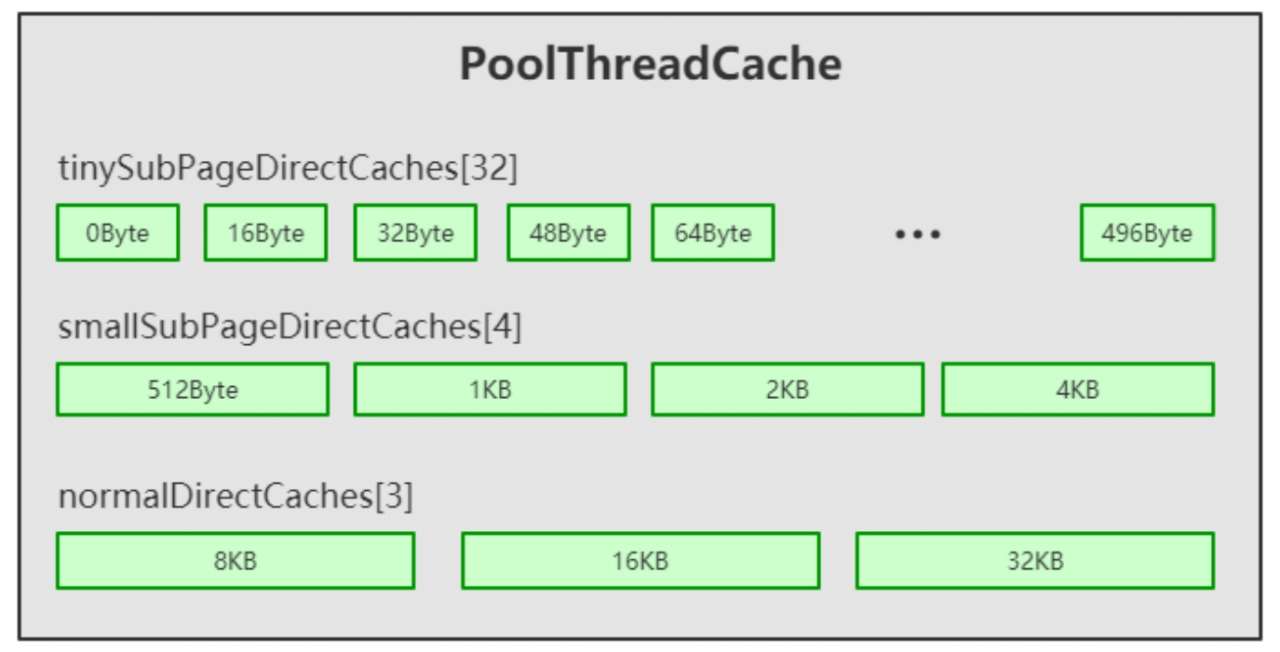 PoolThreadCache
tinySubPageDirectCaches[32]
0Byte 16Byte 32Byte 48Byte 64Byte ••• 496Byte
smallSubPageDirectCaches[4]
512Byte 1KB 2KB 4KB
normalDirectCaches[3]
8KB 16KB 32KB